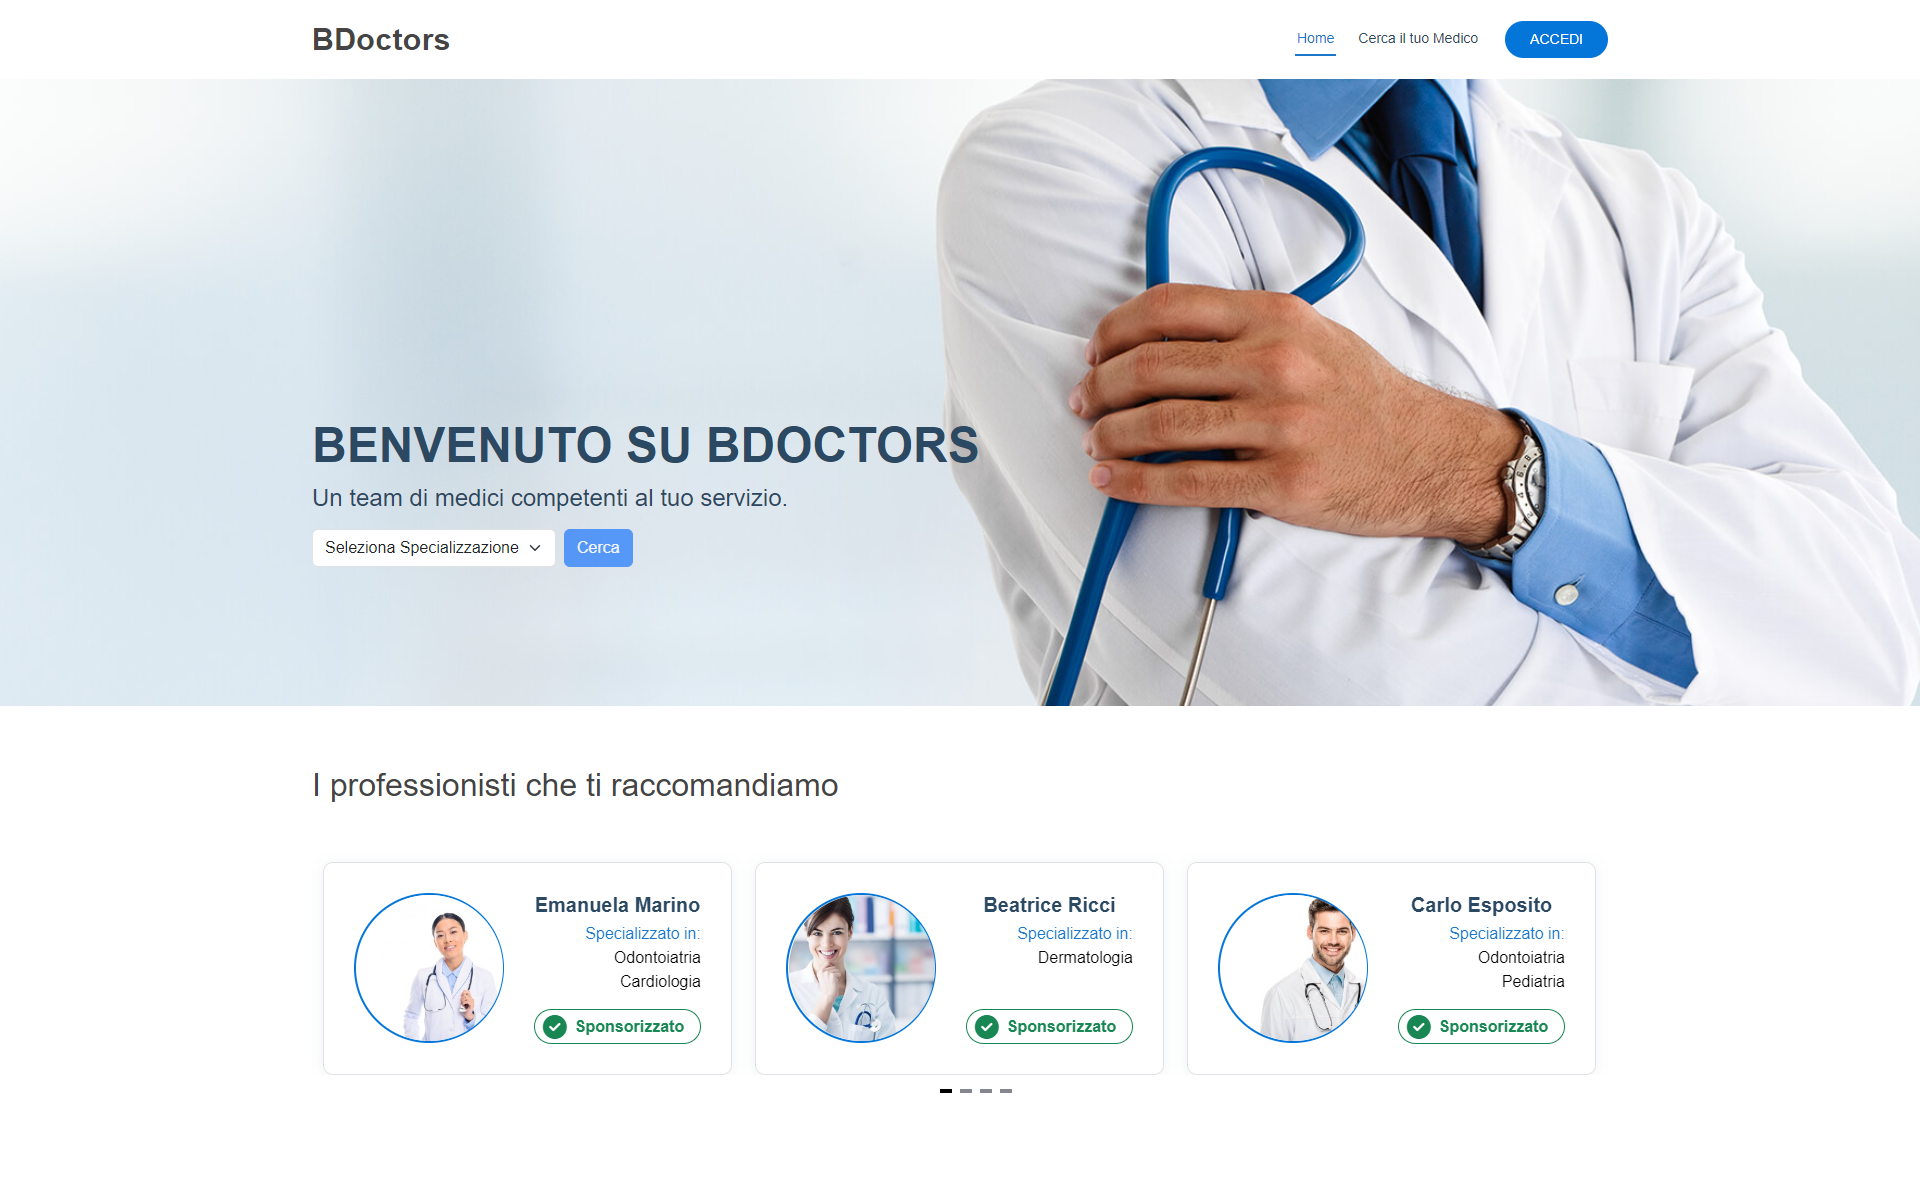 BDoctors
Home
Cerca il tuo Medico
ACCEDI
BENVENUTO SU BDOCTORS
Un team di medici competenti al tuo servizio.
Seleziona Specializzazione
Cerca
I professionisti che ti raccomandiamo
Emanuela Marino
Specializzato in:
Odontoiatria
Cardiologia
Sponsorizzato
Beatrice Ricci
Specializzato in:
Dermatologia
Sponsorizzato
Carlo Esposito
Specializzato in:
Odontoiatria
Pediatria
Sponsorizzato